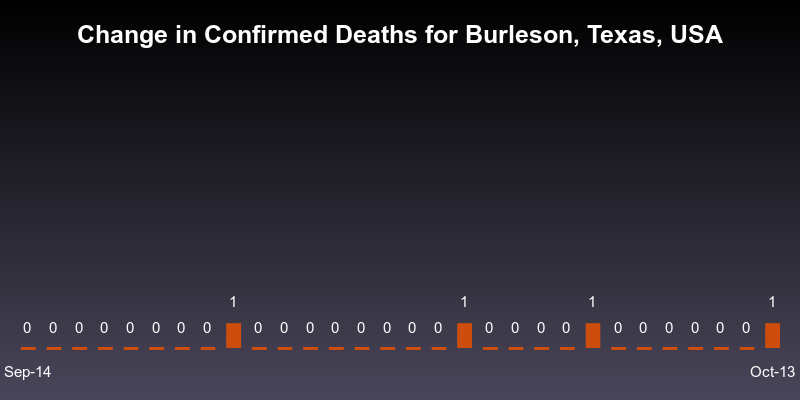 Change in Confirmed Deaths for Burleson, Texas, USA
1 1 1 1
0 0 0 0 0 0 0 0 0 0 0 0 0 0 0 0 0 0 0 0 0 0 0 0 0 0
Sep-14 Oct-13